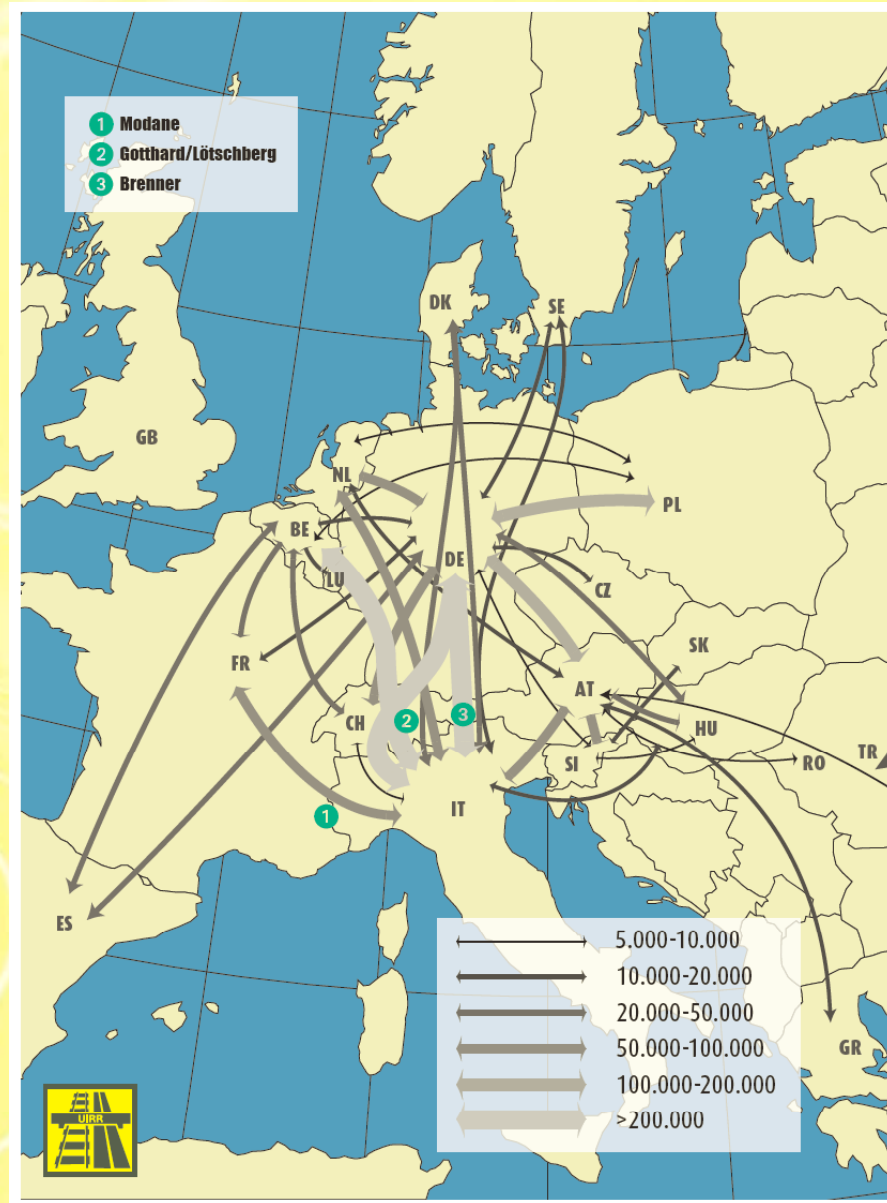 1 Modane
2 Gotthard/Lötschberg
3 Brenner
DK
SE
GB
NL
PL
BE
DE
LU
CZ
SK
FR
AT
CH
2
3
HU
SI
RO
TR
IT
1
ES
5.000-10.000
10.000-20.000
20.000-50.000
50.000-100.000
100.000-200.000
>200.000
GR
UIRR